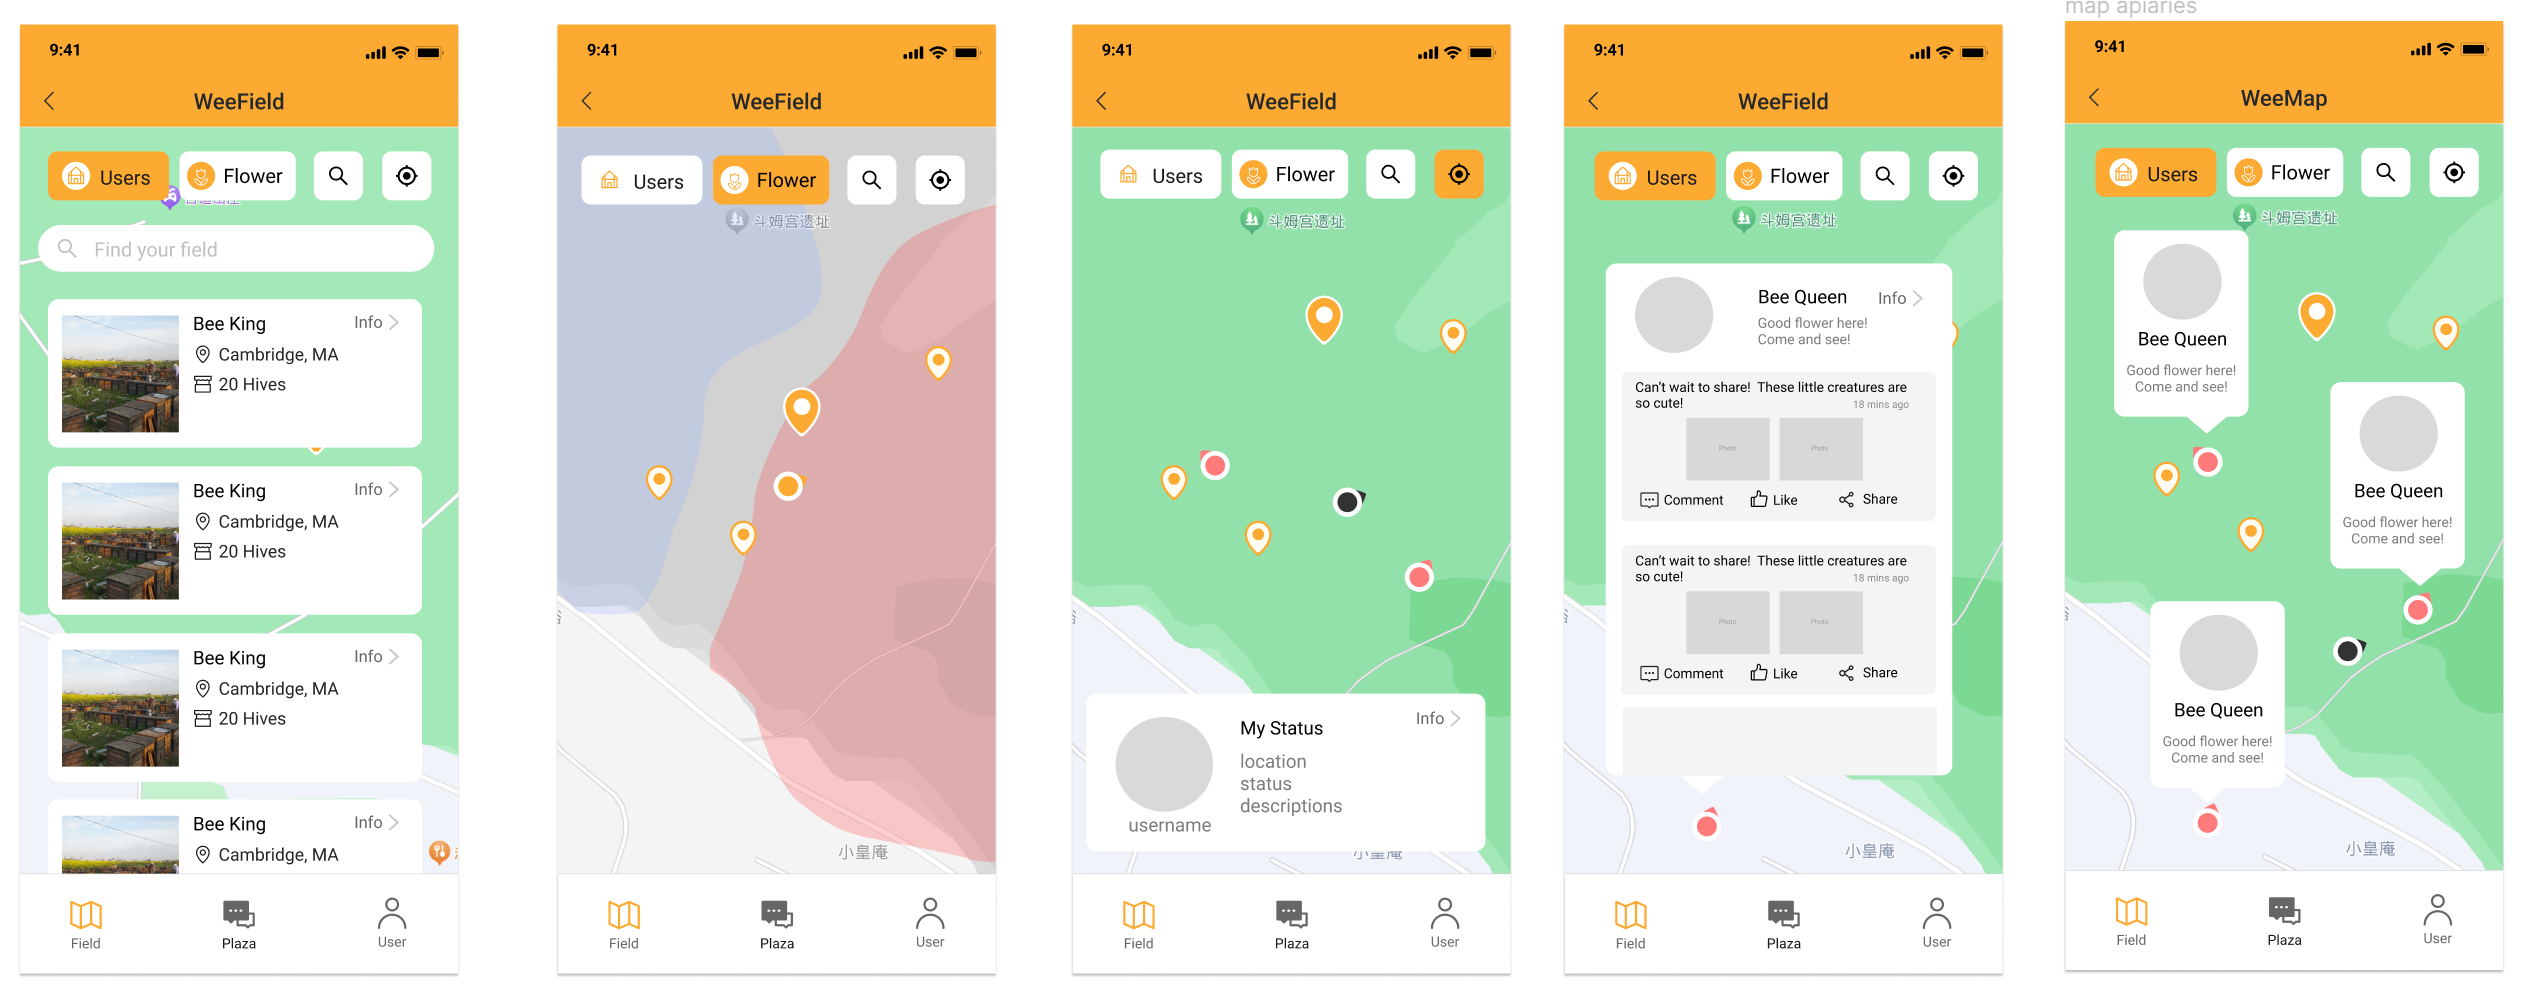 map apiaries
9:41
WeeField
Users
Flower
Find your field
Bee King
Info
Cambridge, MA
20 Hives
Bee King
Info
Cambridge, MA
20 Hives
Bee King
Info
Cambridge, MA
20 Hives
Bee King
Info
Cambridge, MA
Field
Plaza
User
9:41
WeeField
Users
Flower
斗姆宫遗址
小皇庵
Field
Plaza
User
9:41
WeeField
Users
Flower
斗姆宫遗址
My Status
Info
location
status
descriptions
username
小皇庵
Field
Plaza
User
9:41
WeeField
Users
Flower
斗姆宫遗址
Bee Queen
Info
Good flower here!
Come and see!
Can't wait to share! These little creatures are
so cute!
18 mins ago
Photo
Photo
Comment
Like
Share
Can't wait to share! These little creatures are
so cute!
18 mins ago
Photo
Photo
Comment
Like
Share
小皇庵
Field
Plaza
User
9:41
WeeMap
Users
Flower
斗姆宫遗址
Bee Queen
Good flower here!
Come and see!
Bee Queen
Good flower here!
Come and see!
Bee Queen
Good flower here!
Come and see!
小皇庵
Field
Plaza
User